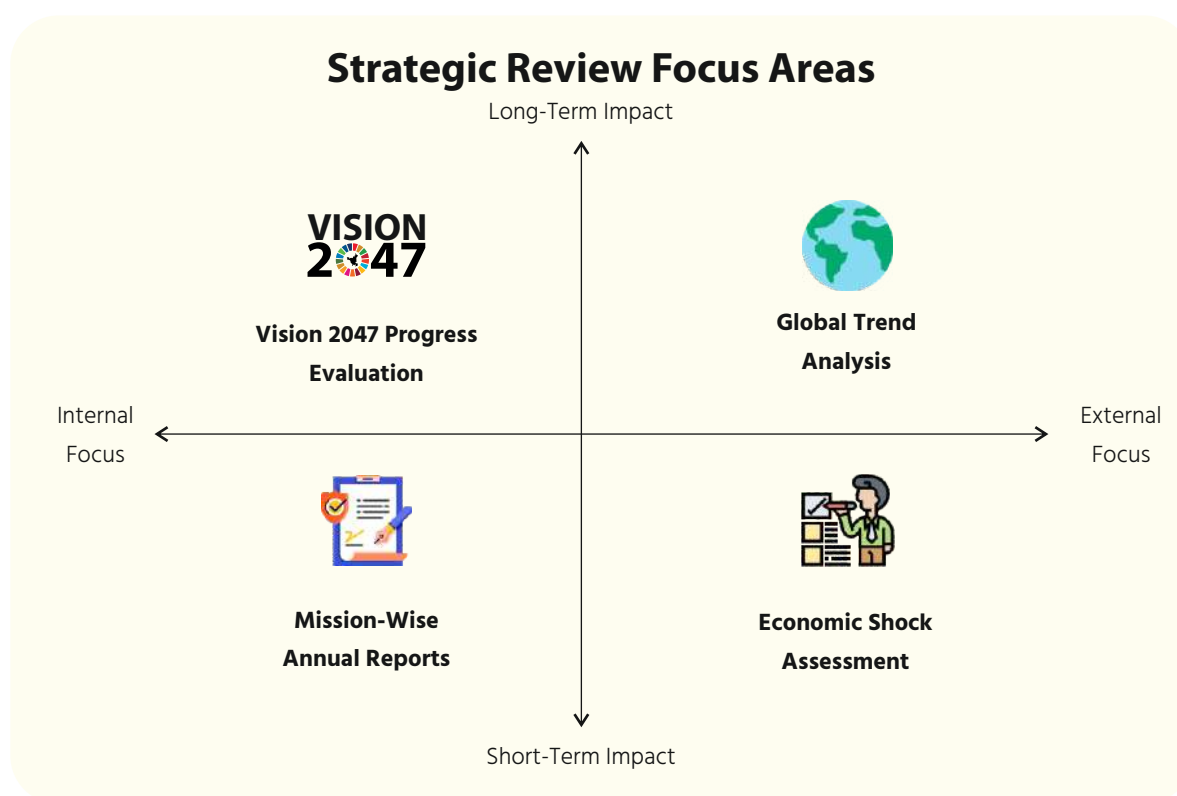 Strategic Review Focus Areas
Long-Term Impact
VISION
2047
Vision 2047 Progress
Evaluation
Global Trend
Analysis
Internal
Focus
External
Focus
Mission-Wise
Annual Reports
Economic Shock
Assessment
Short-Term Impact